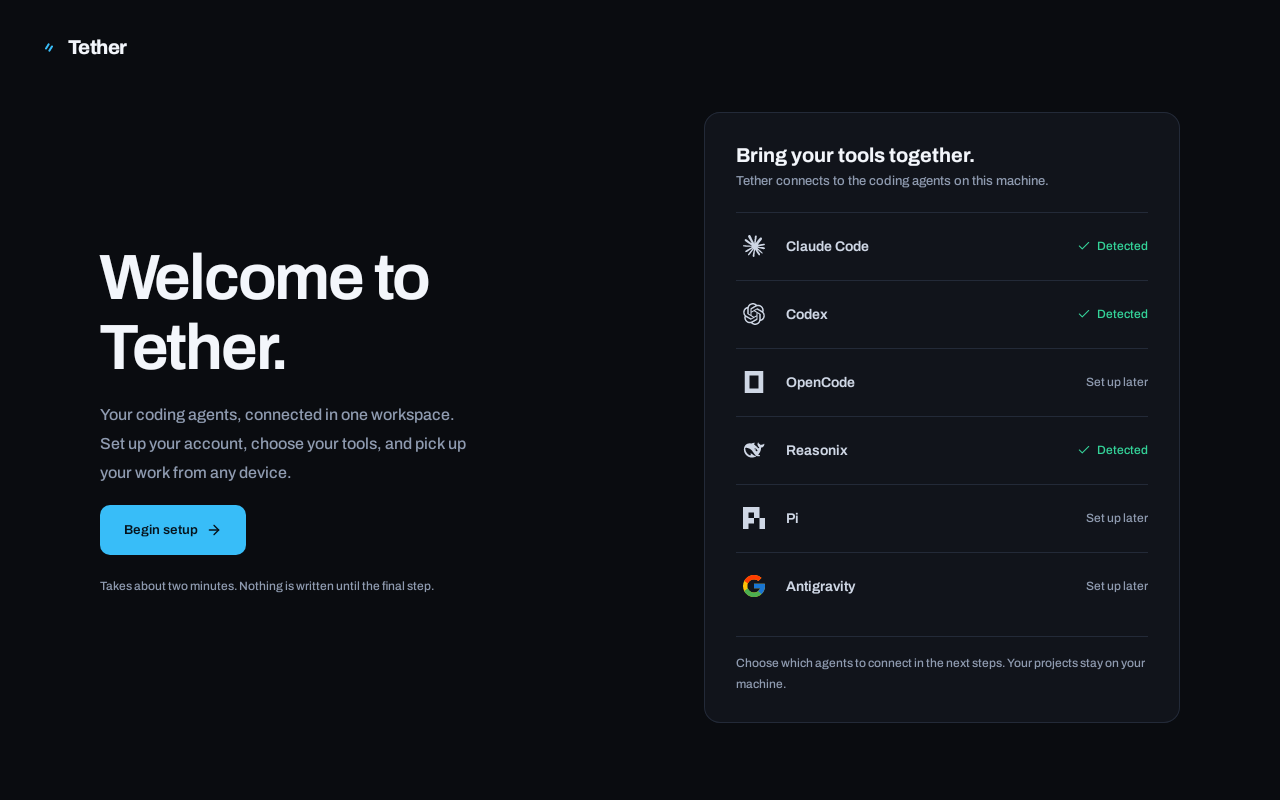 Tether
Welcome to
Tether.
Your coding agents, connected in one workspace.
Set up your account, choose your tools, and pick up
your work from any device.
Begin setup
Takes about two minutes. Nothing is written until the final step.
Bring your tools together.
Tether connects to the coding agents on this machine.
Claude Code Detected
Codex Detected
OpenCode Set up later
Reasonix Detected
Pi Set up later
Antigravity Set up later
Choose which agents to connect in the next steps. Your projects stay on your
machine.